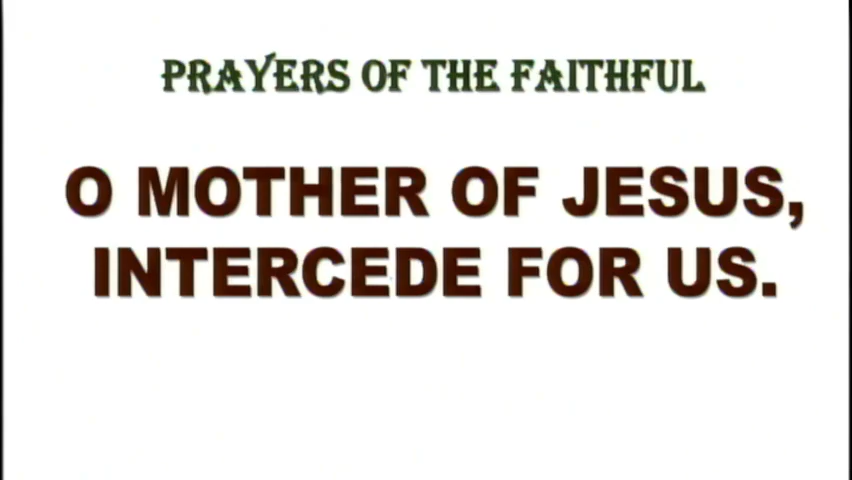 PRAYERS OF THE FAITHFUL
O MOTHER OF JESUS,
INTERCEDE FOR US.